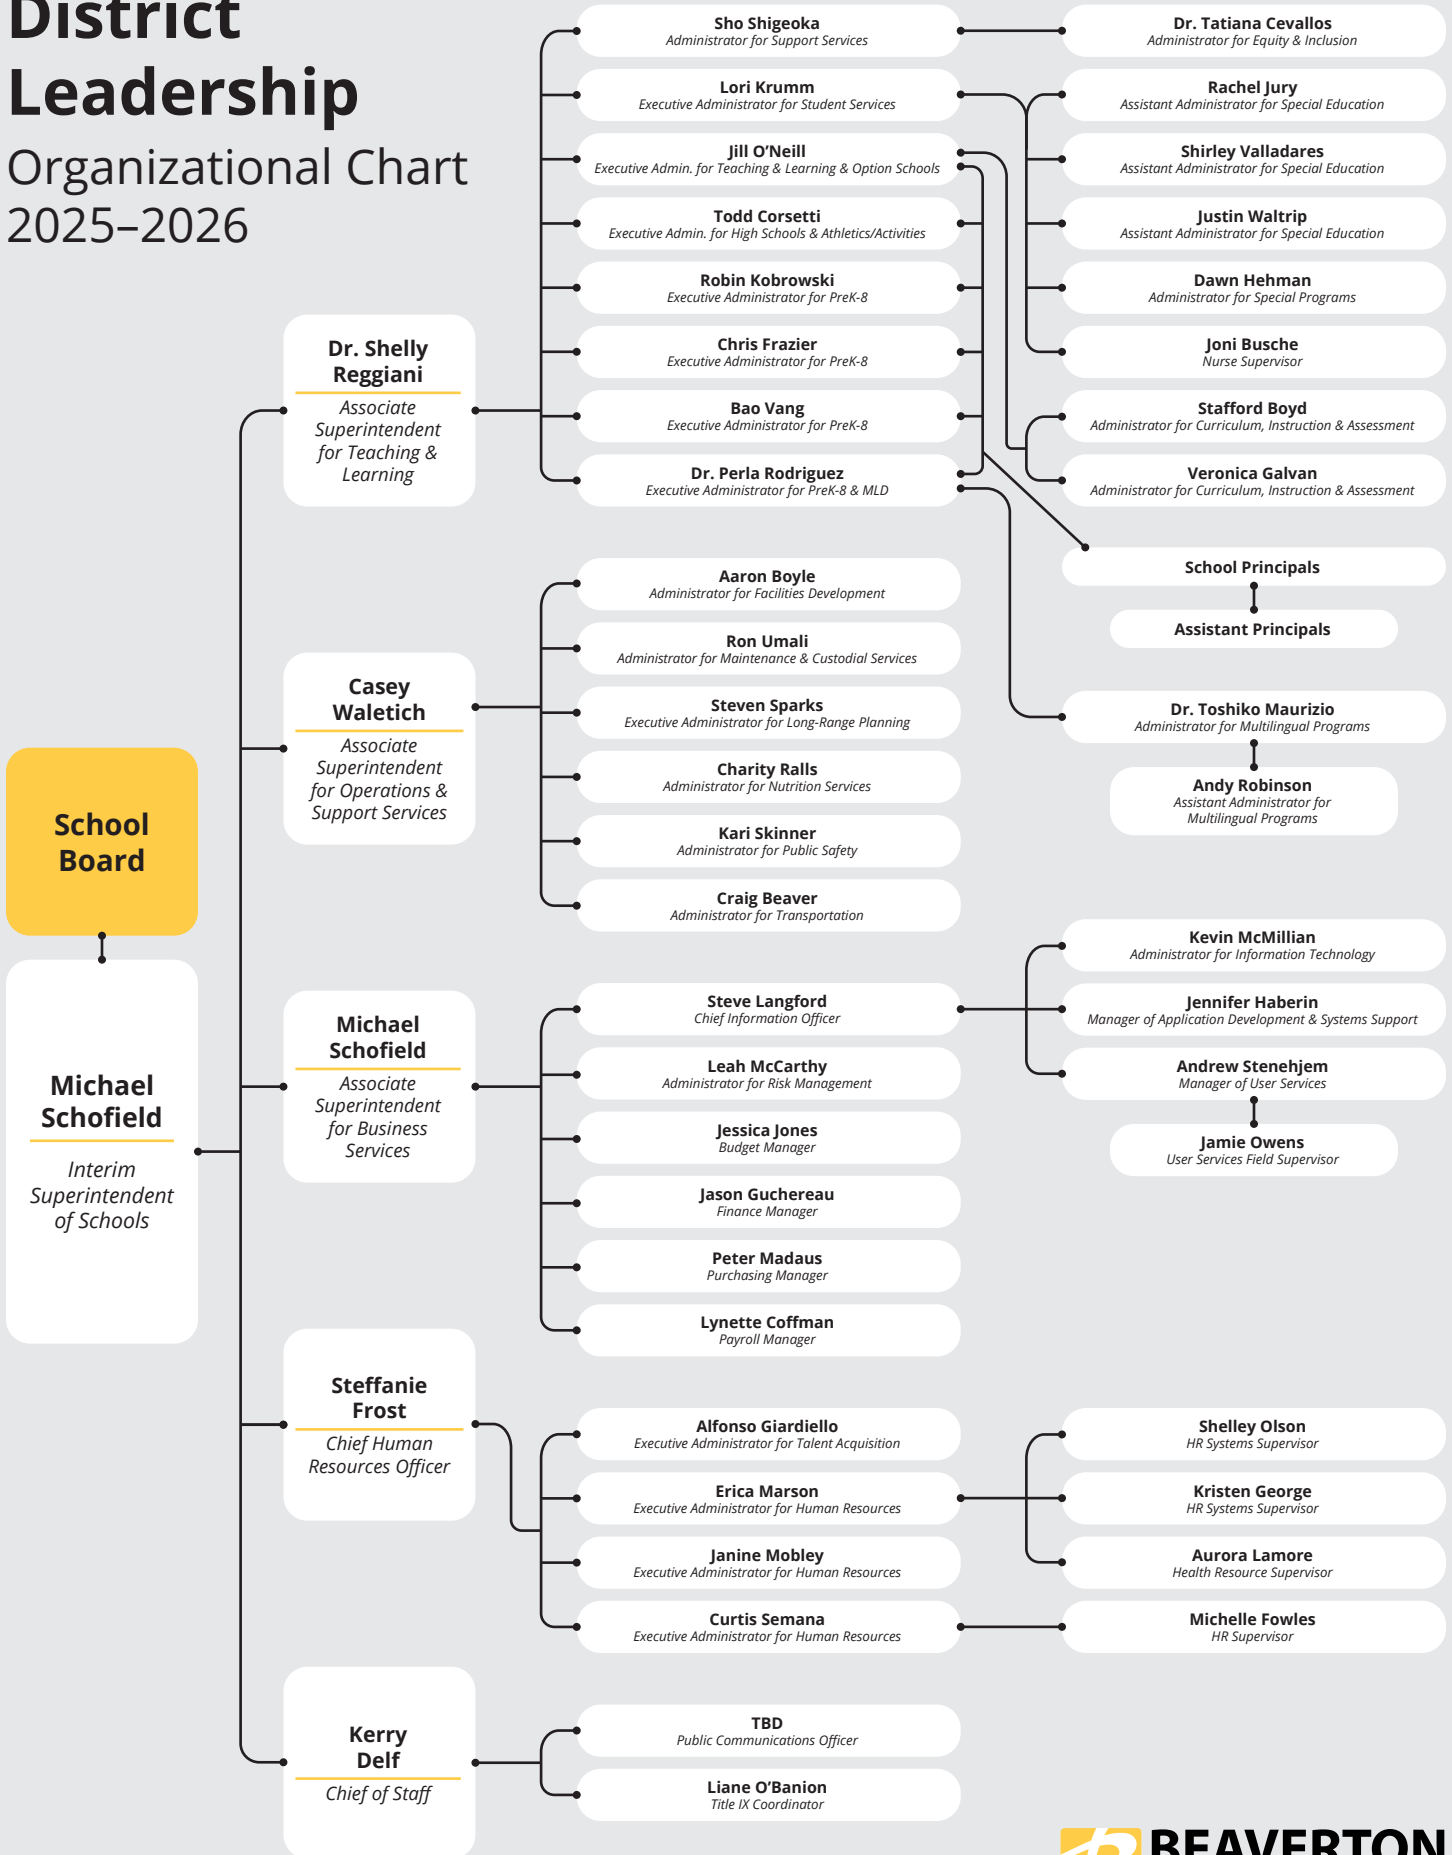 District
Leadership
Organizational Chart
2025–2026
School
Board
Michael
Schofield
Interim
Superintendent
of Schools
Dr. Shelly
Reggiani
Associate
Superintendent
for Teaching &
Learning
Sho Shigeoka
Administrator for Support Services
Lori Krumm
Executive Administrator for Student Services
Jill O’Neill
Executive Admin. for Teaching & Learning & Option Schools
Todd Corsetti
Executive Admin. for High Schools & Athletics/Activities
Robin Kobrowski
Executive Administrator for PreK-8
Chris Frazier
Executive Administrator for PreK-8
Bao Vang
Executive Administrator for PreK-8
Dr. Perla Rodriguez
Executive Administrator for PreK-8 & MLD
Dr. Tatiana Cevallos
Administrator for Equity & Inclusion
Rachel Jury
Assistant Administrator for Special Education
Shirley Valladares
Assistant Administrator for Special Education
Justin Waltrip
Assistant Administrator for Special Education
Dawn Hehman
Administrator for Special Programs
Joni Busche
Nurse Supervisor
Stafford Boyd
Administrator for Curriculum, Instruction & Assessment
Veronica Galvan
Administrator for Curriculum, Instruction & Assessment
School Principals
Assistant Principals
Dr. Toshiko Maurizio
Administrator for Multilingual Programs
Andy Robinson
Assistant Administrator for
Multilingual Programs
Casey
Waletich
Associate
Superintendent
for Operations &
Support Services
Aaron Boyle
Administrator for Facilities Development
Ron Umali
Administrator for Maintenance & Custodial Services
Steven Sparks
Executive Administrator for Long-Range Planning
Charity Ralls
Administrator for Nutrition Services
Kari Skinner
Administrator for Public Safety
Craig Beaver
Administrator for Transportation
Michael
Schofield
Associate
Superintendent
for Business
Services
Steve Langford
Chief Information Officer
Leah McCarthy
Administrator for Risk Management
Jessica Jones
Budget Manager
Jason Guchereau
Finance Manager
Peter Madaus
Purchasing Manager
Lynette Coffman
Payroll Manager
Kevin McMillian
Administrator for Information Technology
Jennifer Haberin
Manager of Application Development & Systems Support
Andrew Stenehjem
Manager of User Services
Jamie Owens
User Services Field Supervisor
Steffanie
Frost
Chief Human
Resources Officer
Alfonso Giardiello
Executive Administrator for Talent Acquisition
Erica Marson
Executive Administrator for Human Resources
Janine Mobley
Executive Administrator for Human Resources
Curtis Semana
Executive Administrator for Human Resources
Shelley Olson
HR Systems Supervisor
Kristen George
HR Systems Supervisor
Aurora Lamore
Health Resource Supervisor
Michelle Fowles
HR Supervisor
Kerry
Delf
Chief of Staff
TBD
Public Communications Officer
Liane O’Banion
Title IX Coordinator
BEAVERTON